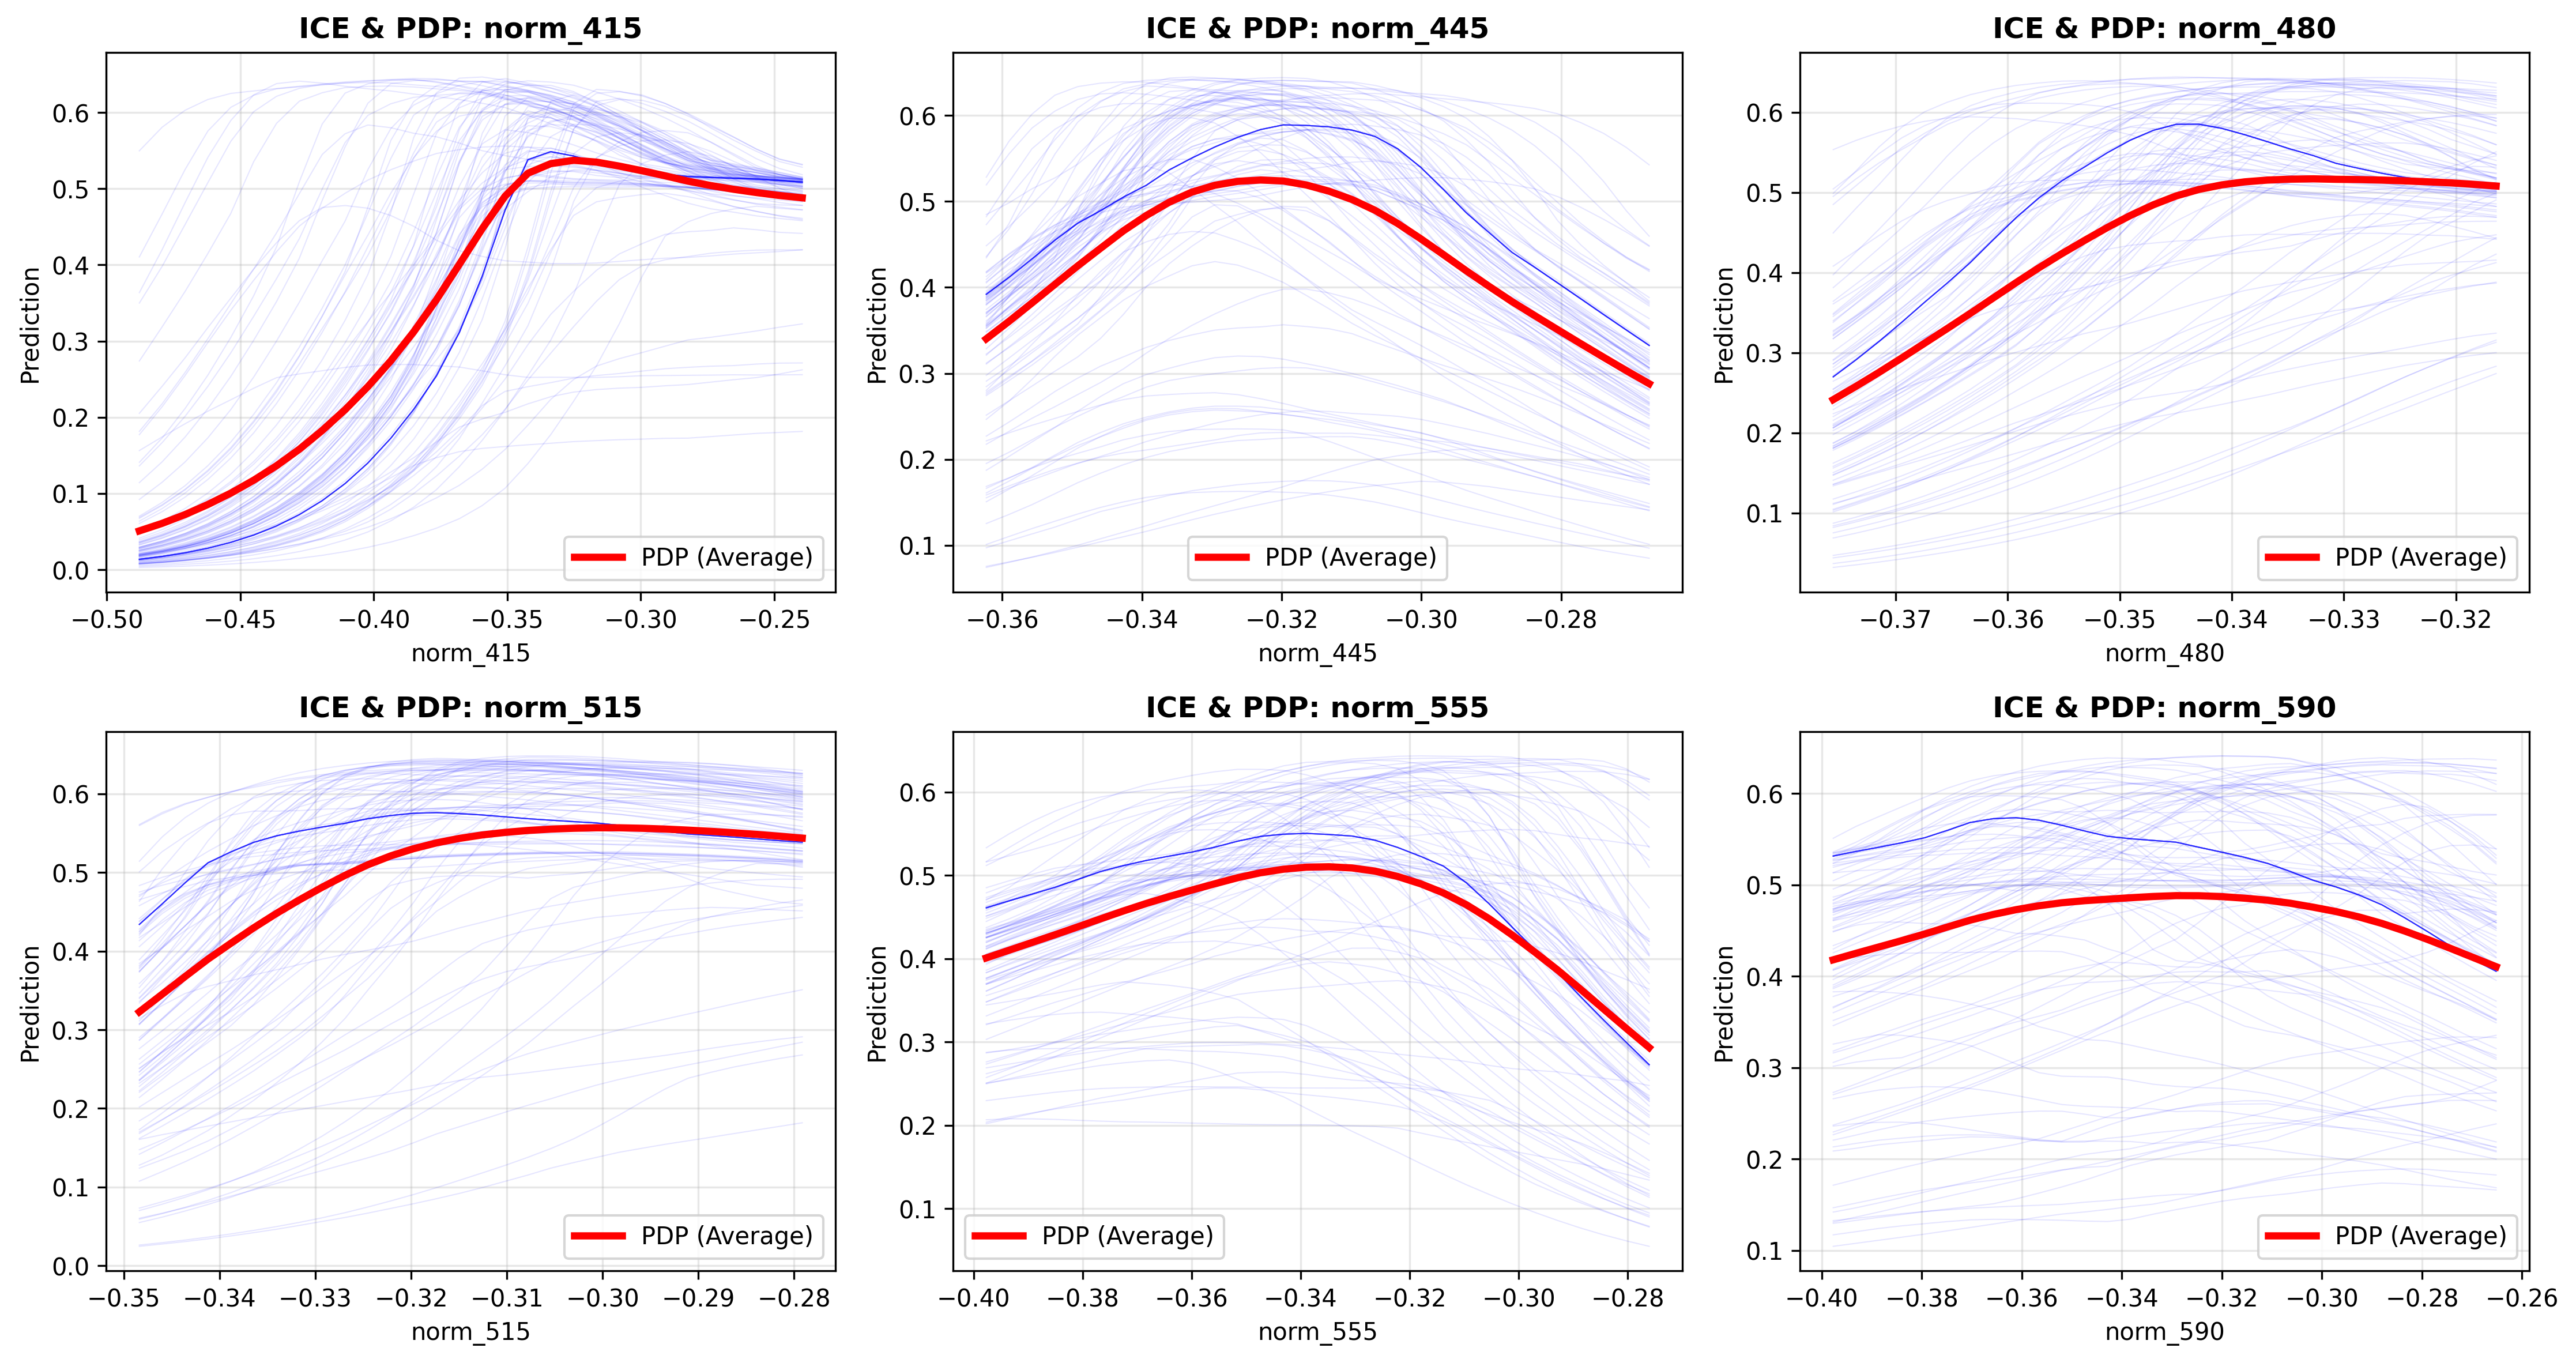 ICE & PDP: norm_415
Prediction
0.6
0.5
0.4
0.3
0.2
0.1
0.0
PDP (Average)
−0.50 −0.45 −0.40 −0.35 −0.30 −0.25
norm_415
ICE & PDP: norm_445
Prediction
0.6
0.5
0.4
0.3
0.2
0.1
PDP (Average)
−0.36 −0.34 −0.32 −0.30 −0.28
norm_445
ICE & PDP: norm_480
Prediction
0.6
0.5
0.4
0.3
0.2
0.1
PDP (Average)
−0.37 −0.36 −0.35 −0.34 −0.33 −0.32
norm_480
ICE & PDP: norm_515
Prediction
0.6
0.5
0.4
0.3
0.2
0.1
0.0
PDP (Average)
−0.35 −0.34 −0.33 −0.32 −0.31 −0.30 −0.29 −0.28
norm_515
ICE & PDP: norm_555
Prediction
0.6
0.5
0.4
0.3
0.2
0.1
PDP (Average)
−0.40 −0.38 −0.36 −0.34 −0.32 −0.30 −0.28
norm_555
ICE & PDP: norm_590
Prediction
0.6
0.5
0.4
0.3
0.2
0.1
PDP (Average)
−0.40 −0.38 −0.36 −0.34 −0.32 −0.30 −0.28 −0.26
norm_590